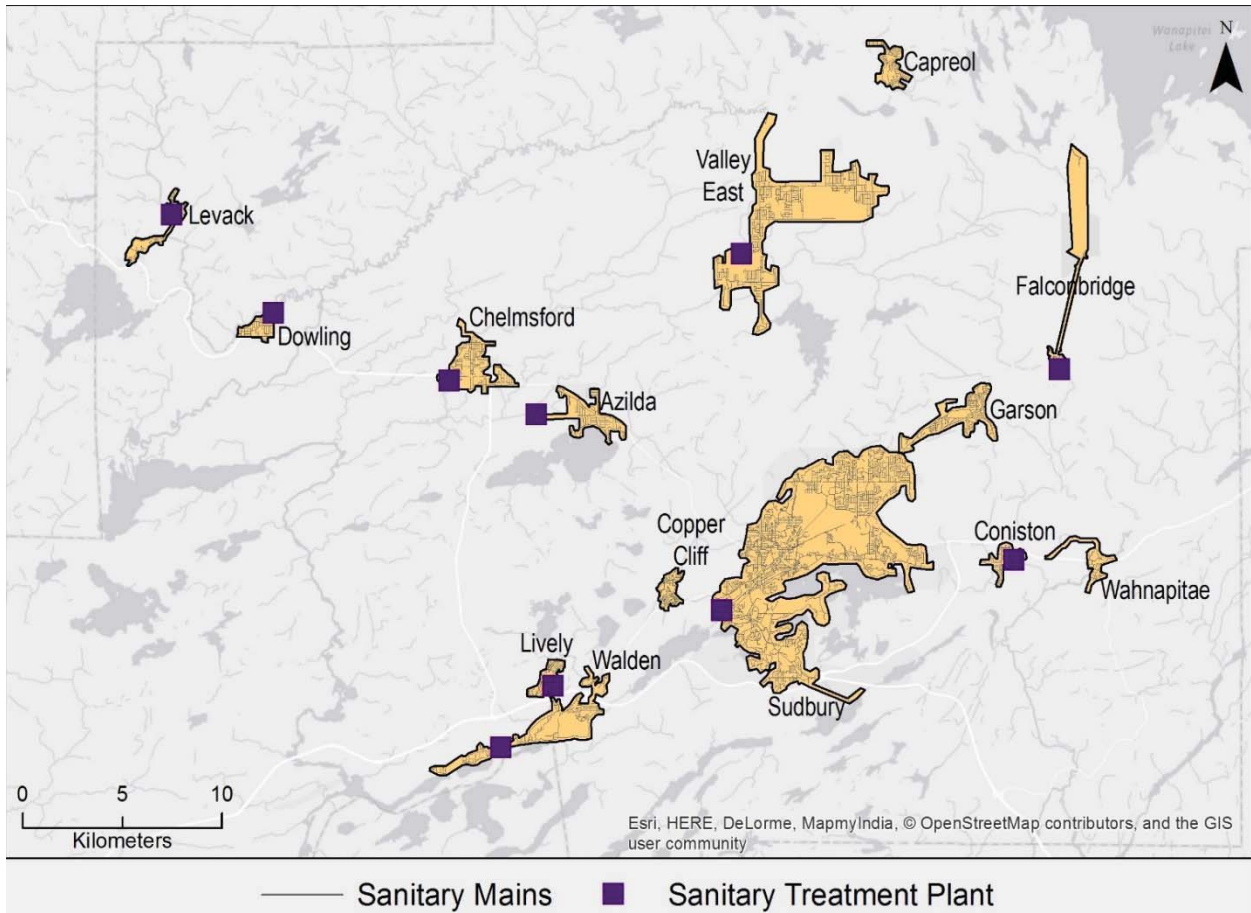 Wanapitei
Lake
N
Capreol
Valley
East
Levack
Falconbridge
Chelmsford
Dowling
Azilda
Garson
Copper
Cliff
Coniston
Wahnapitae
Lively
Walden
Sudbury
0 5 10
Kilometers
Esri, HERE, DeLorme, MapmyIndia, © OpenStreetMap contributors, and the GIS
user community
Sanitary Mains Sanitary Treatment Plant